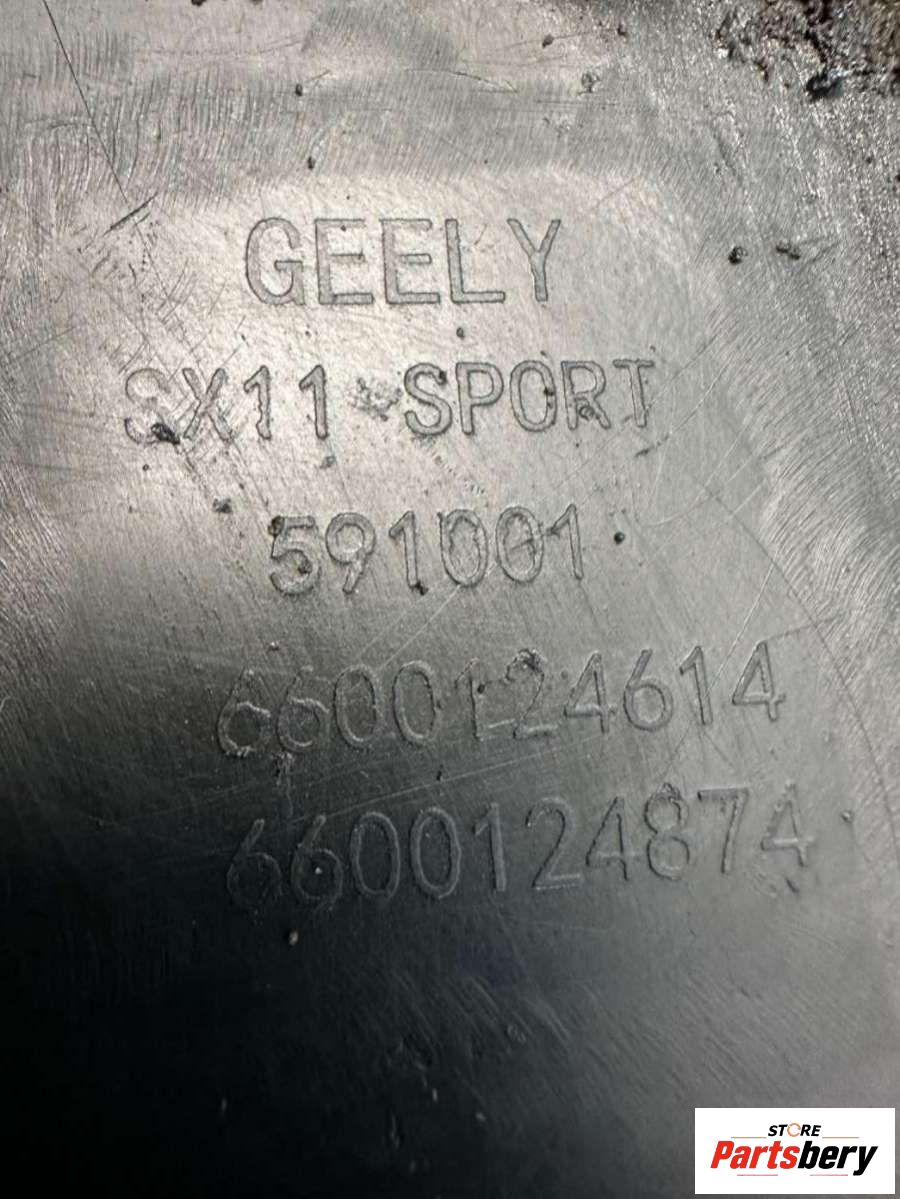 GEELY
SX11 SPORT
591001
6600124614
6600124874
STORE
Partsbery